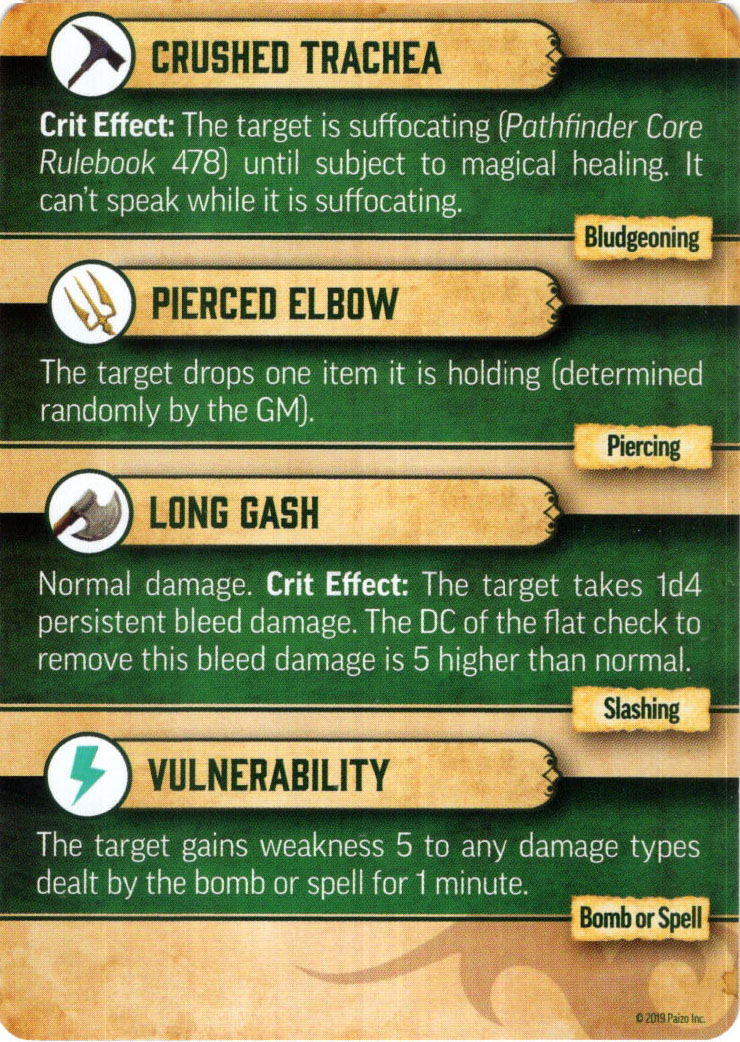 CRUSHED TRACHEA
Crit Effect: The target is suffocating (Pathfinder Core
Rulebook 478) until subject to magical healing. It
can't speak while it is suffocating.
Bludgeoning
PIERCED ELBOW
The target drops one item it is holding (determined
randomly by the GM).
Piercing
LONG GASH
Normal damage. Crit Effect: The target takes 1d4
persistent bleed damage. The DC of the flat check to
remove this bleed damage is 5 higher than normal.
Slashing
VULNERABILITY
The target gains weakness 5 to any damage types
dealt by the bomb or spell for 1 minute.
Bomb or Spell
© 2019 Paizo Inc.